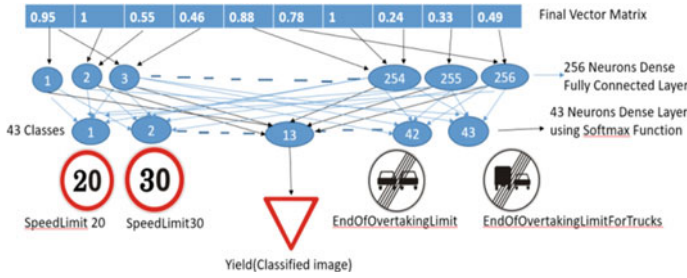 0.95 1 0.55 0.46 0.88 0.78 1 0.24 0.33 0.49 Final Vector Matrix
1 2 3 254 255 256 256 Neurons Dense
Fully Connected Layer
43 Classes 1 2 13 42 43 43 Neurons Dense Layer
using Softmax Function
20 30
SpeedLimit 20 SpeedLimit30 EndOfOvertakingLimit EndOfOvertakingLimitForTrucks
Yield(Classified image)